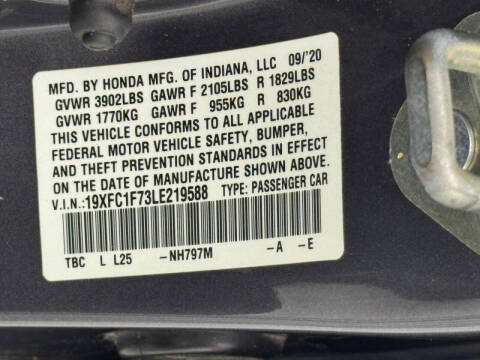 MFD. BY HONDA MFG. OF INDIANA, LLC 09/20
GVWR 3902LBS GAWR F 2105LBS R 1829LBS
GVWR 1770KG GAWR F 955KG R 830KG
THIS VEHICLE CONFORMS TO ALL APPLICABLE
FEDERAL MOTOR VEHICLE SAFETY, BUMPER,
AND THEFT PREVENTION STANDARDS IN EFFECT
ON THE DATE OF MANUFACTURE SHOWN ABOVE.
V.I.N.:19XFC1F73LE219588 TYPE: PASSENGER CAR
TBC L L25 -NH797M -A -E